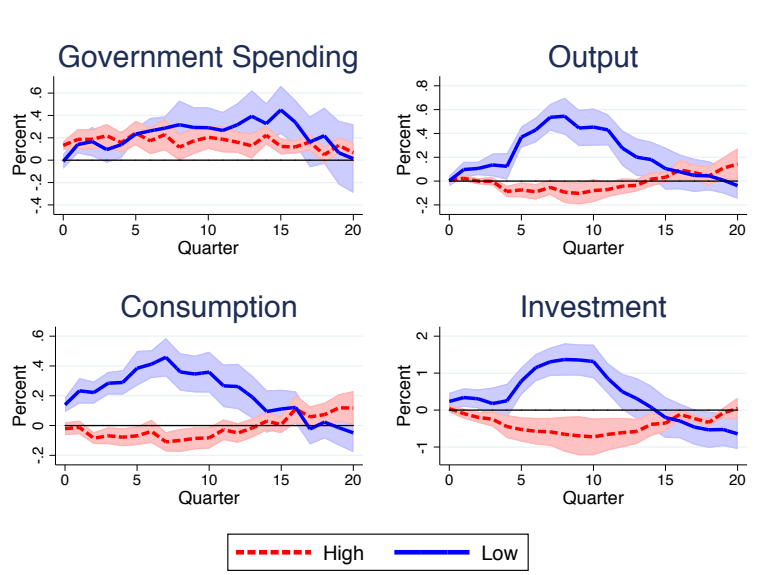 Government Spending
Percent
.6
.4
.2
0
-.2
-.4
0 5 10 15 20
Quarter
Output
Percent
.8
.6
.4
.2
0
-.2
0 5 10 15 20
Quarter
Consumption
Percent
.6
.4
.2
0
-.2
0 5 10 15 20
Quarter
Investment
Percent
2
1
0
-1
0 5 10 15 20
Quarter
High Low